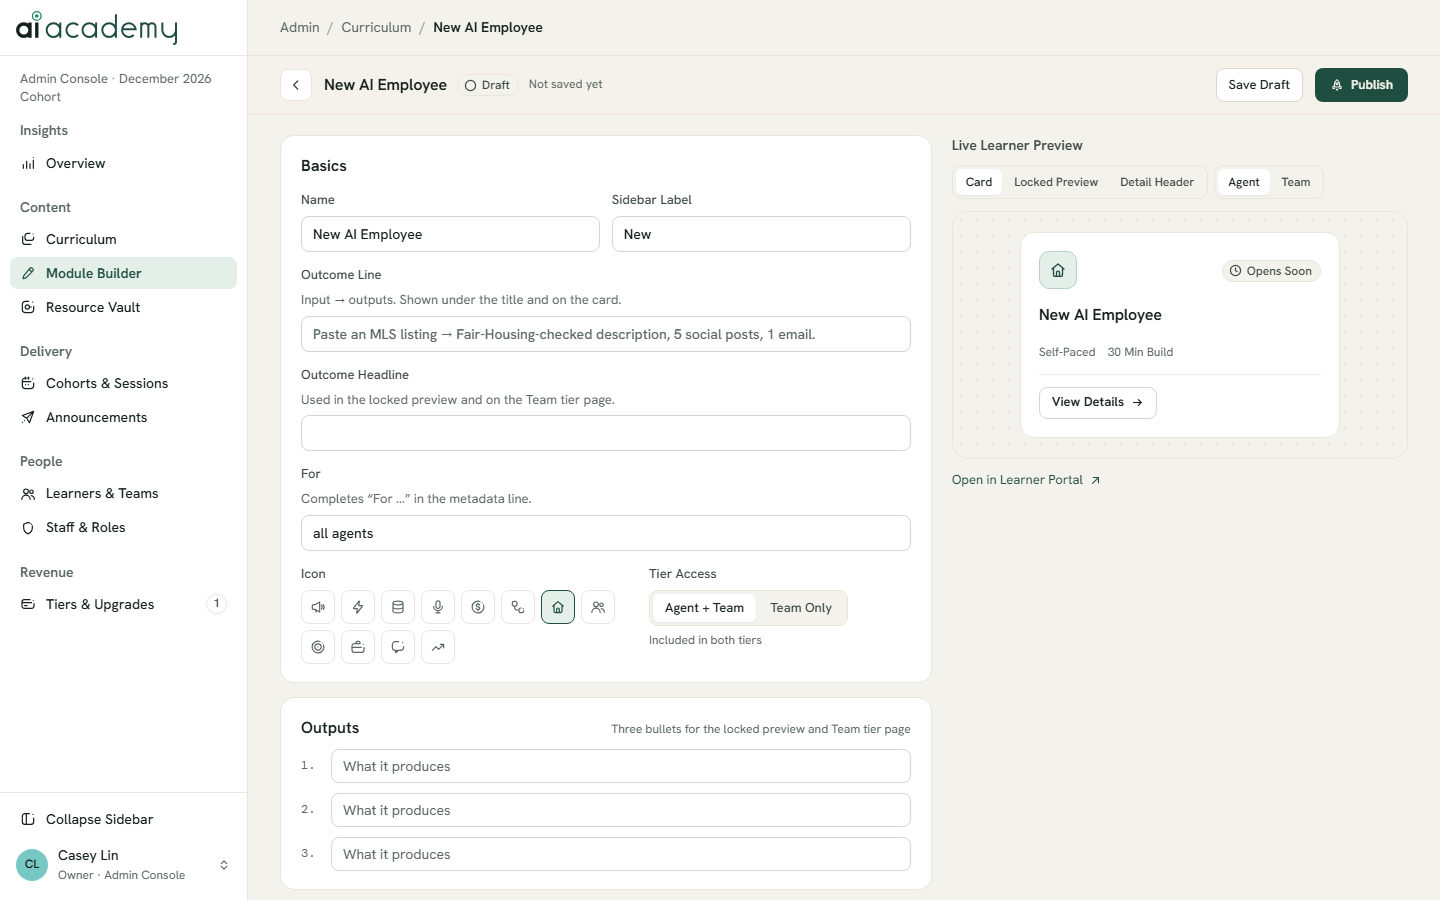 ai academy
Admin Console · December 2026
Cohort
Insights
Overview
Content
Curriculum
Module Builder
Resource Vault
Delivery
Cohorts & Sessions
Announcements
People
Learners & Teams
Staff & Roles
Revenue
Tiers & Upgrades 1
Collapse Sidebar
CL
Casey Lin
Owner · Admin Console
Admin / Curriculum / New AI Employee
New AI Employee Draft Not saved yet Save Draft Publish
Basics
Name Sidebar Label
New AI Employee New
Outcome Line
Input → outputs. Shown under the title and on the card.
Paste an MLS listing → Fair-Housing-checked description, 5 social posts, 1 email.
Outcome Headline
Used in the locked preview and on the Team tier page.
For
Completes “For ...” in the metadata line.
all agents
Icon Tier Access
Agent + Team Team Only
Included in both tiers
Outputs Three bullets for the locked preview and Team tier page
1. What it produces
2. What it produces
3. What it produces
Live Learner Preview
Card Locked Preview Detail Header Agent Team
Opens Soon
New AI Employee
Self-Paced 30 Min Build
View Details →
Open in Learner Portal ↗